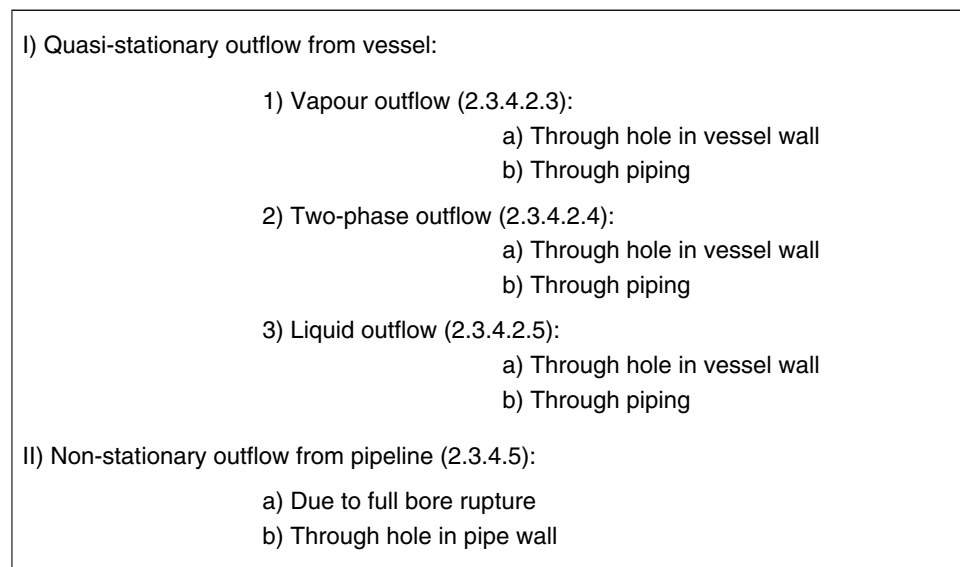 I) Quasi-stationary outflow from vessel:
1) Vapour outflow (2.3.4.2.3):
a) Through hole in vessel wall
b) Through piping
2) Two-phase outflow (2.3.4.2.4):
a) Through hole in vessel wall
b) Through piping
3) Liquid outflow (2.3.4.2.5):
a) Through hole in vessel wall
b) Through piping
II) Non-stationary outflow from pipeline (2.3.4.5):
a) Due to full bore rupture
b) Through hole in pipe wall